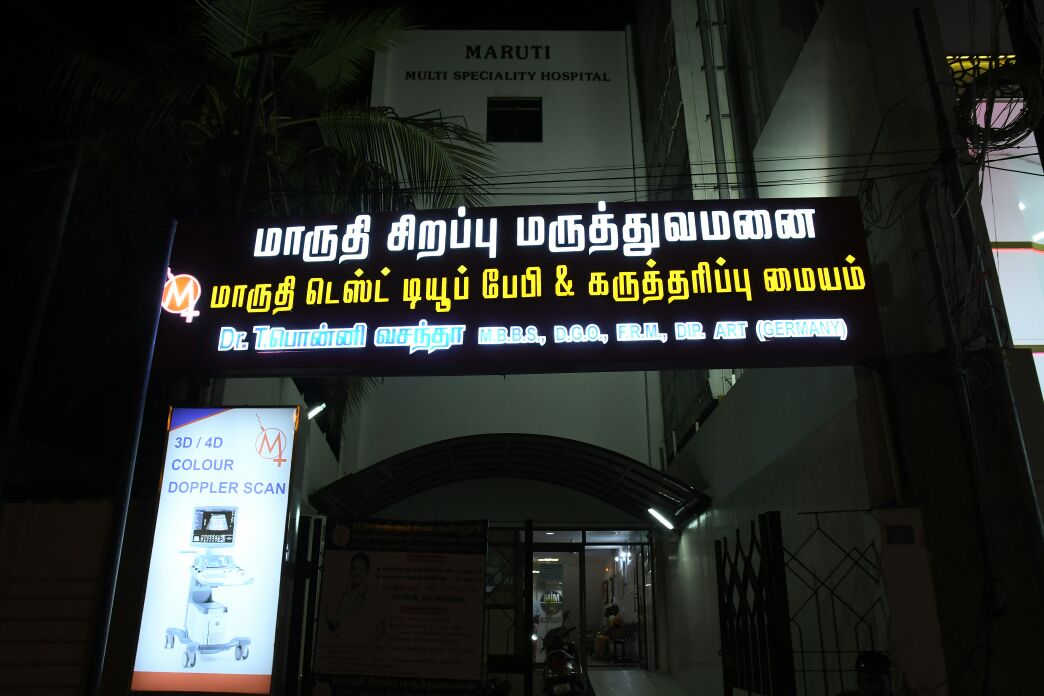 MARUTI
MULTI SPECIALITY HOSPITAL
மாருதி சிறப்பு மருத்துவமனை
மாருதி டெஸ்ட் டியூப் பேபி & கருத்தரிப்பு மையம்
Dr. T.பொன்னி வசந்தா M.B.B.S., D.G.O., F.R.M., DIP. ART (GERMANY)
3D / 4D
COLOUR
DOPPLER SCAN